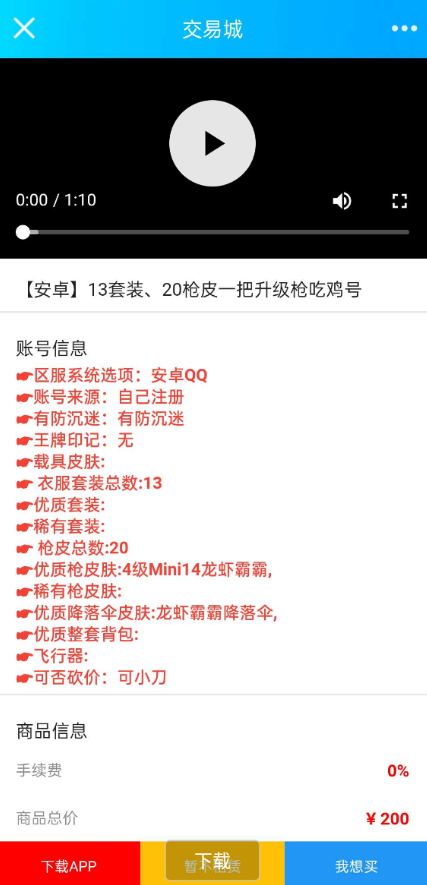 交易城
0:00 / 1:10
【安卓】13套装、20枪皮一把升级枪吃鸡号
账号信息
👉区服系统选项：安卓QQ
👉账号来源：自己注册
👉有防沉迷：有防沉迷
👉王牌印记：无
👉载具皮肤:
👉 衣服套装总数:13
👉优质套装:
👉稀有套装:
👉 枪皮总数:20
👉优质枪皮肤:4级Mini14龙虾霸霸,
👉稀有枪皮肤:
👉优质降落伞皮肤:龙虾霸霸降落伞,
👉优质整套背包:
👉飞行器:
👉可否砍价：可小刀
商品信息
手续费 0%
商品总价 ¥ 200
下载APP 下载 我想买